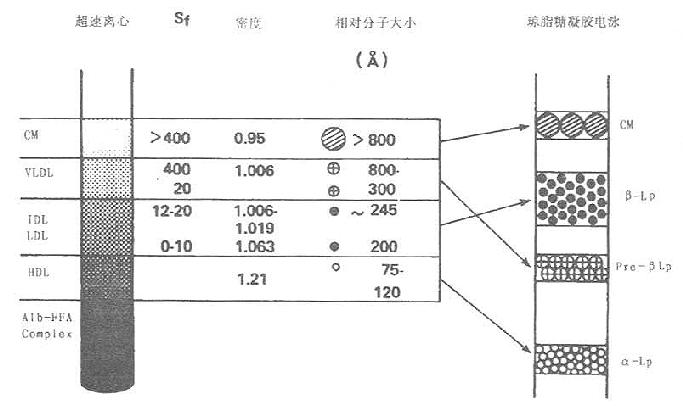 超速离心 Sf 密度 相对分子大小 琼脂糖凝胶电泳
(Å)
CM >400 0.95 >800 CM
VLDL 400 1.006 800-
20 300
IDL 12-20 1.006- ~ 245 β-Lp
LDL 1.019
0-10 1.063 200
HDL 1.21 75- Pre-βLp
120
Alb-HFA
Complex
α-Lp